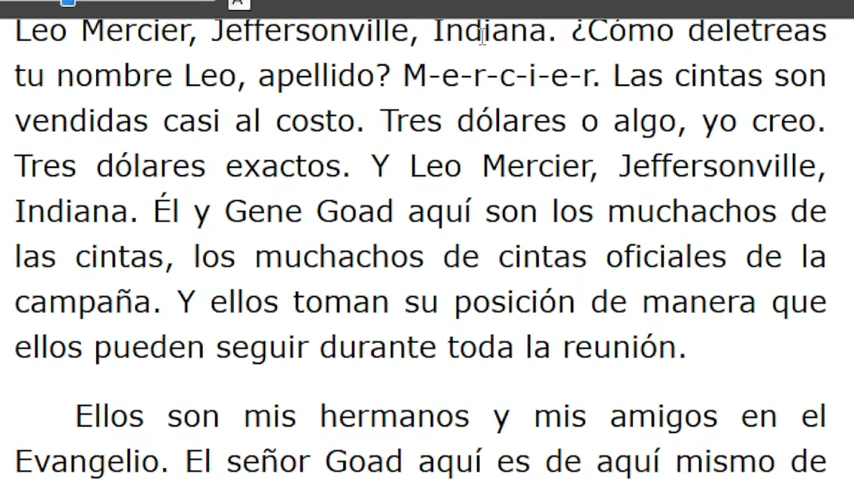 A
Leo Mercier, Jeffersonville, Indiana. ¿Cómo deletreas
tu nombre Leo, apellido? M-e-r-c-i-e-r. Las cintas son
vendidas casi al costo. Tres dólares o algo, yo creo.
Tres dólares exactos. Y Leo Mercier, Jeffersonville,
Indiana. Él y Gene Goad aquí son los muchachos de
las cintas, los muchachos de cintas oficiales de la
campaña. Y ellos toman su posición de manera que
ellos pueden seguir durante toda la reunión.
Ellos son mis hermanos y mis amigos en el
Evangelio. El señor Goad aquí es de aquí mismo de